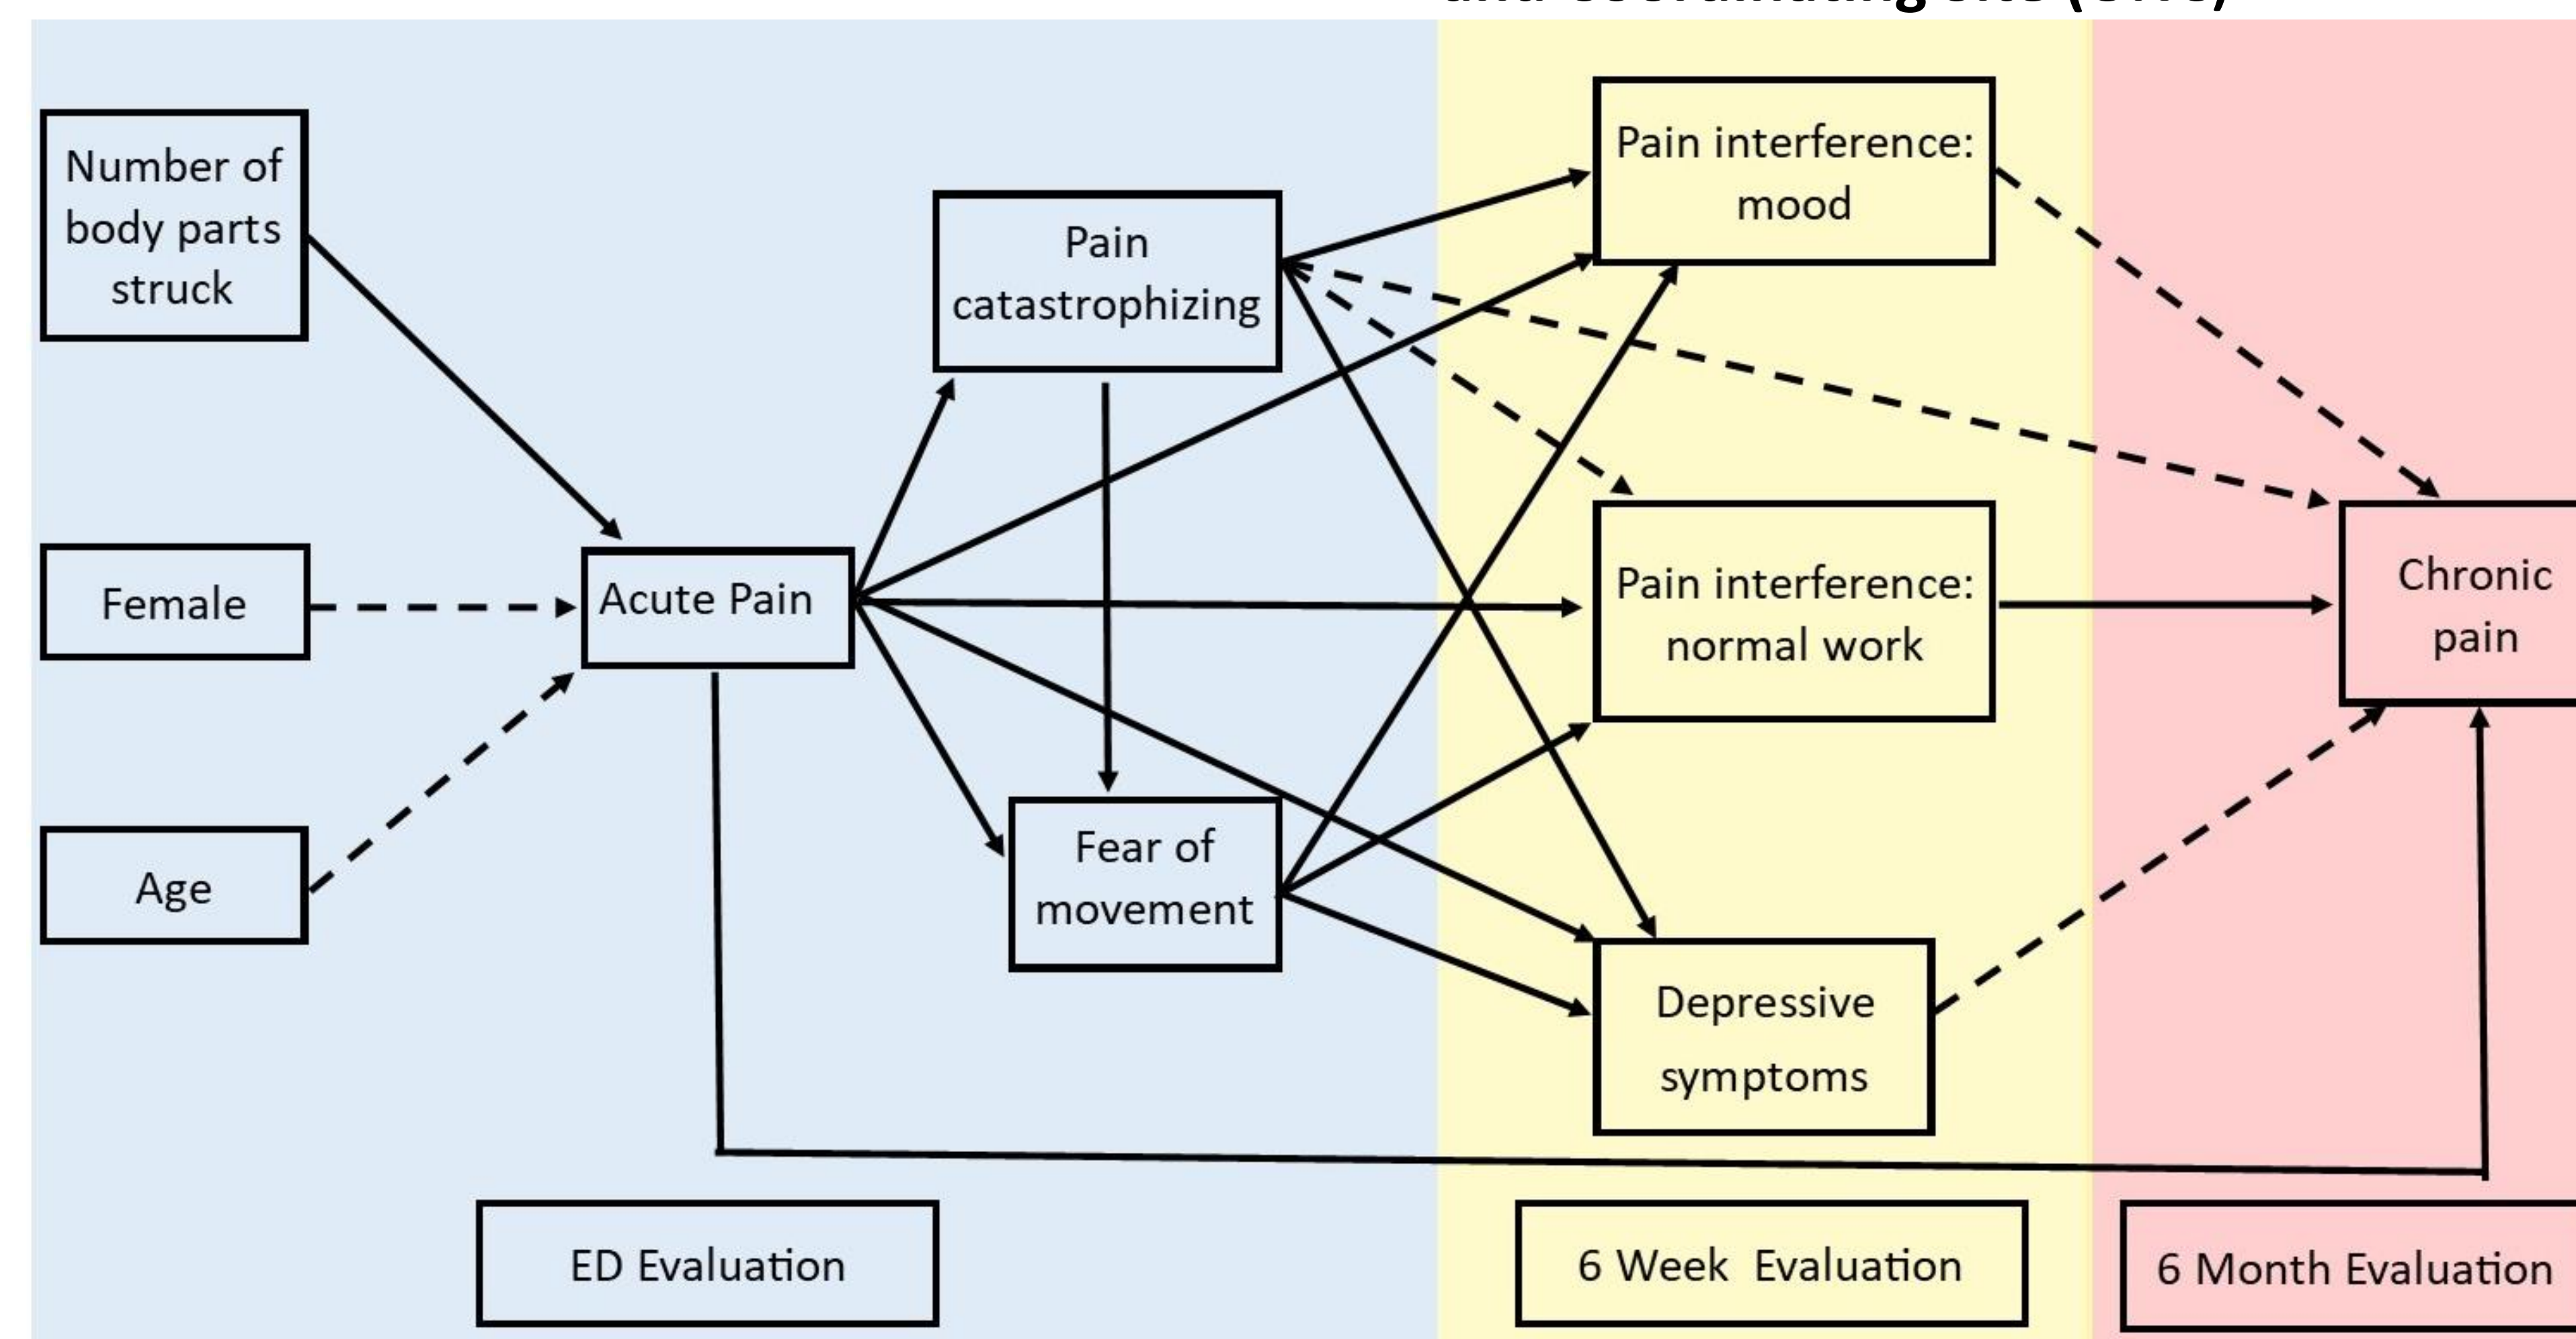 Number of
body parts
struck
Female
Age
Acute Pain
Pain
catastrophizing
Fear of
movement
Pain interference:
mood
Pain interference:
normal work
Depressive
symptoms
Chronic
pain
ED Evaluation
6 Week  Evaluation
6 Month Evaluation